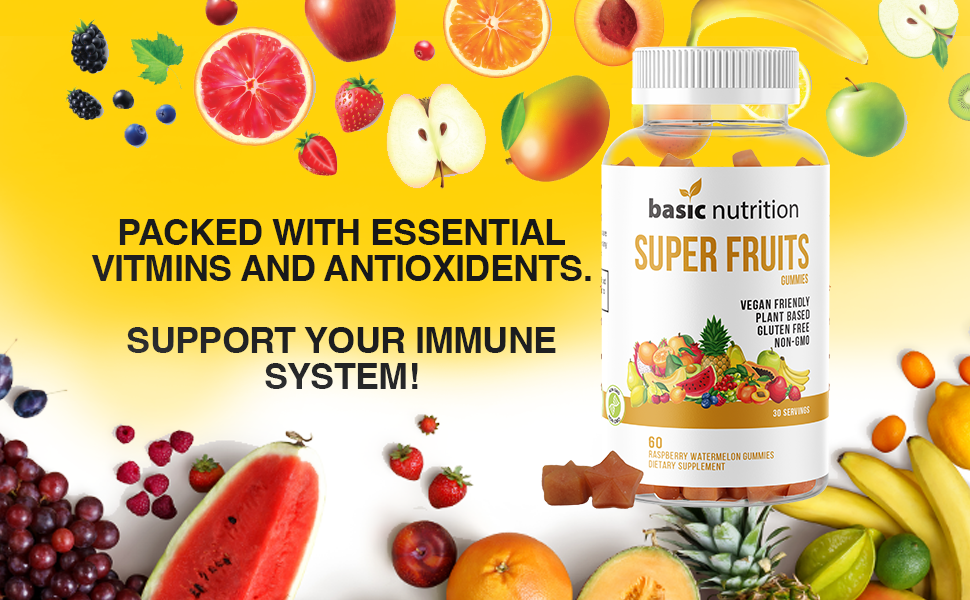 PACKED WITH ESSENTIAL
VITMINS AND ANTIOXIDENTS.
SUPPORT YOUR IMMUNE
SYSTEM!
basic nutrition
SUPER FRUITS
GUMMIES
VEGAN FRIENDLY
PLANT BASED
GLUTEN FREE
NON-GMO
30 SERVINGS
60
RASPBERRY WATERMELON GUMMIES
DIETARY SUPPLEMENT